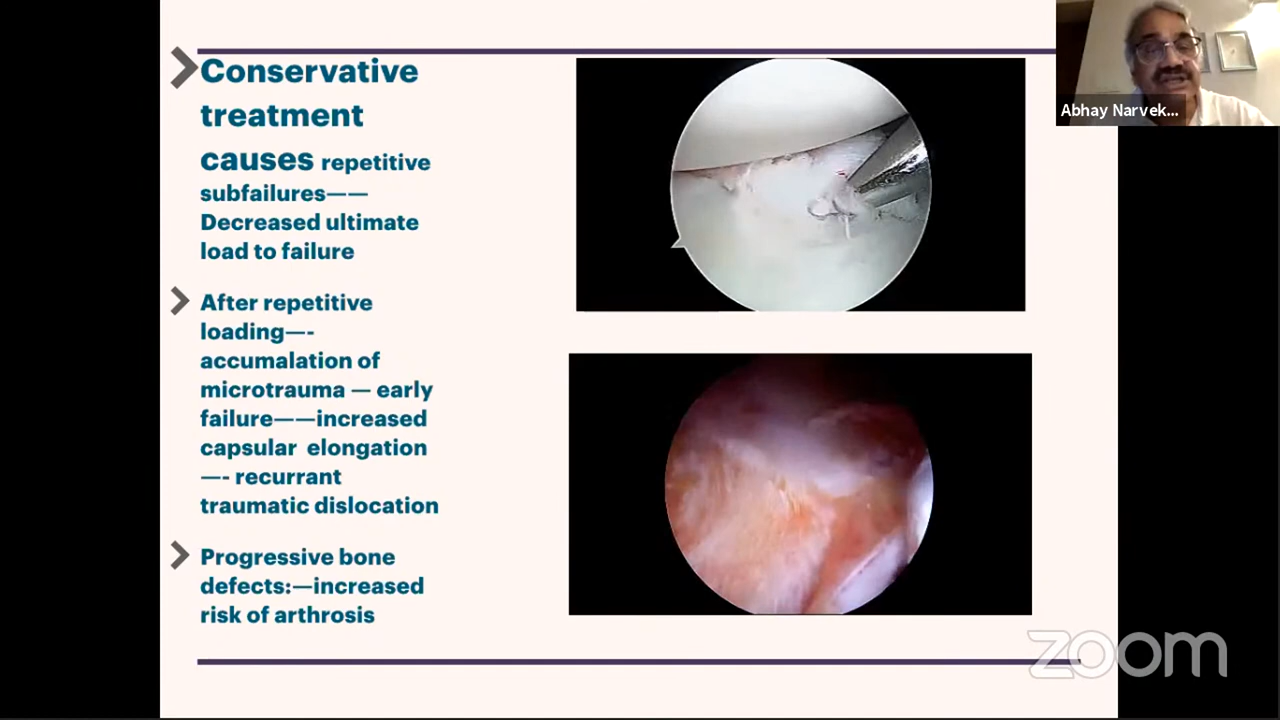 Conservative
treatment
causes repetitive
subfailures——
Decreased ultimate
load to failure
After repetitive
loading—-
accumalation of
microtrauma — early
failure——increased
capsular elongation
—- recurrant
traumatic dislocation
Progressive bone
defects:—increased
risk of arthrosis
Abhay Narvek...
zoom